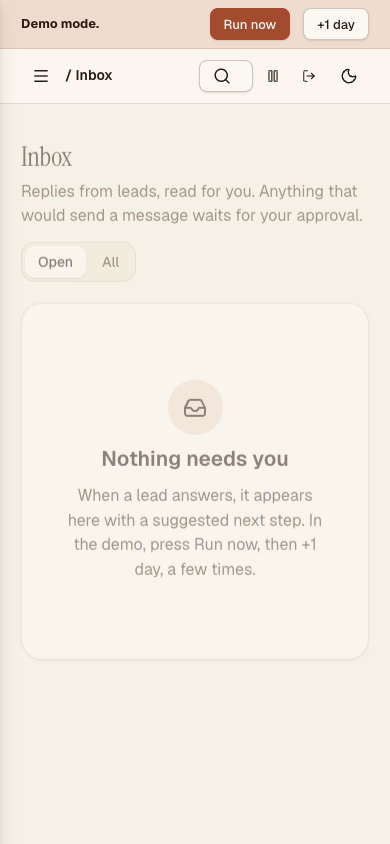 Demo mode.
Run now
+1 day
/ Inbox
Inbox
Replies from leads, read for you. Anything that
would send a message waits for your approval.
Open
All
Nothing needs you
When a lead answers, it appears
here with a suggested next step. In
the demo, press Run now, then +1
day, a few times.